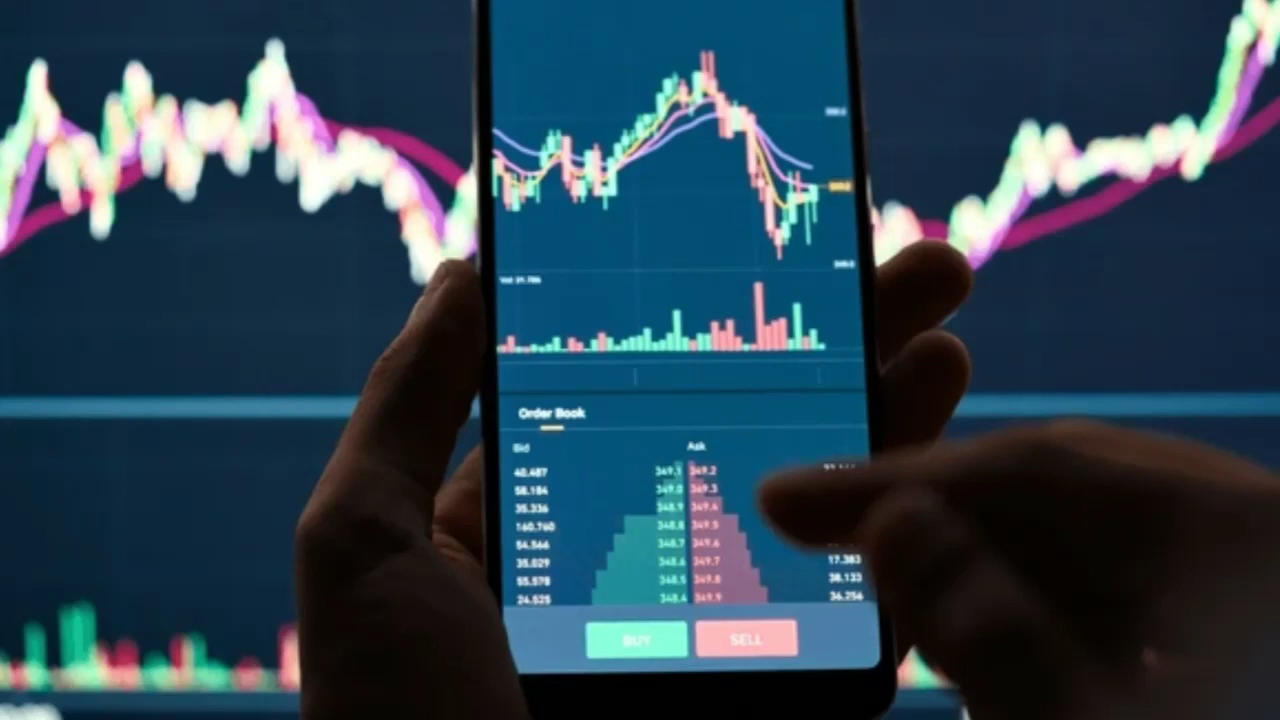 Vol 31.786
Order Book
Bid Ask
40.487 349.1 349.2
58.184 349.0 349.3
35.336 348.9 349.4
160.760 348.8 349.5
54.566 348.7 349.6
35.029 348.6 349.7 17.383
55.578 348.5 349.8 38.133
24.525 348.4 349.9 36.256
BUY SELL